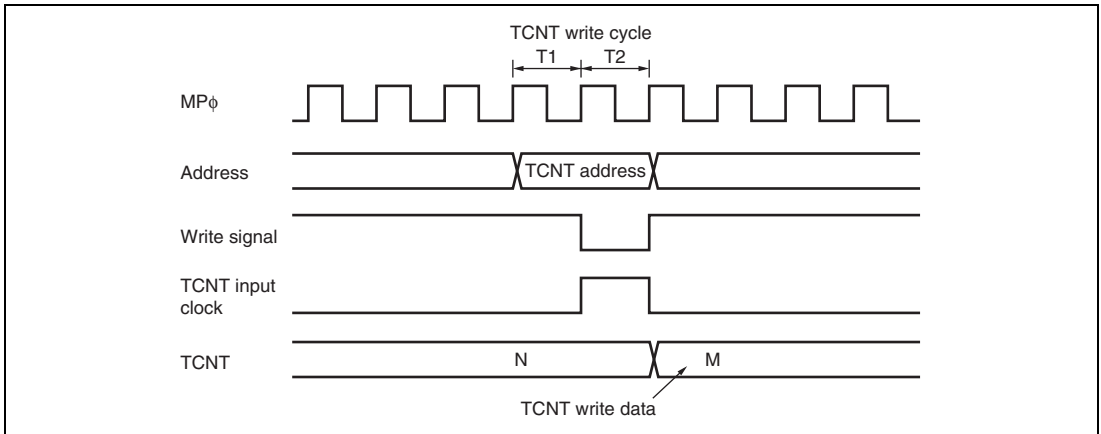 TCNT write cycle
T1 T2
MPϕ
Address
TCNT address
Write signal
TCNT input
clock
TCNT
N
M
TCNT write data